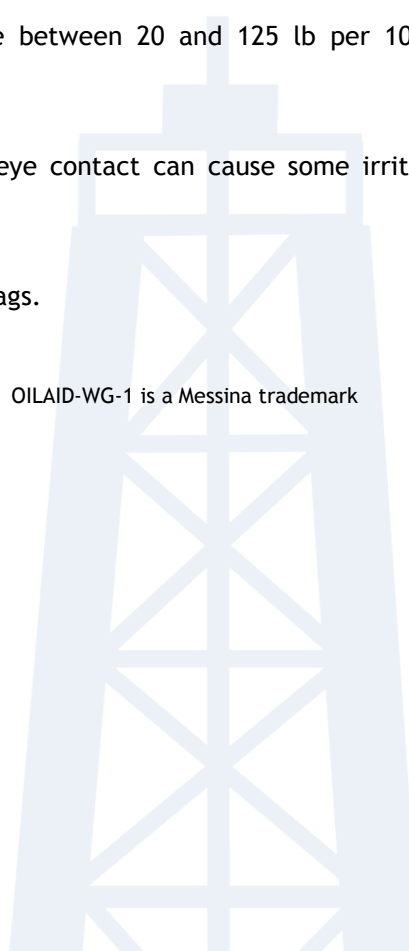 between 20 and 125 lb per 10
eye contact can cause some irrit
ags.
OILAID-WG-1 is a Messina trademark